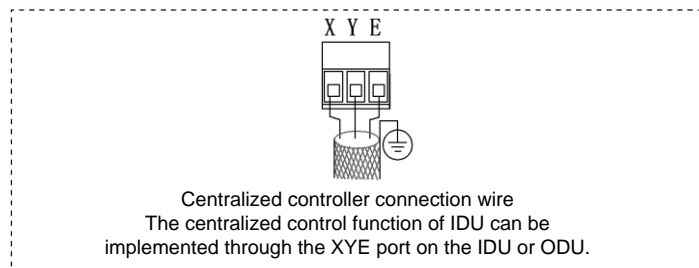 X Y E
Centralized controller connection wire
The centralized control function of IDU can be
implemented through the XYE port on the IDU or ODU.